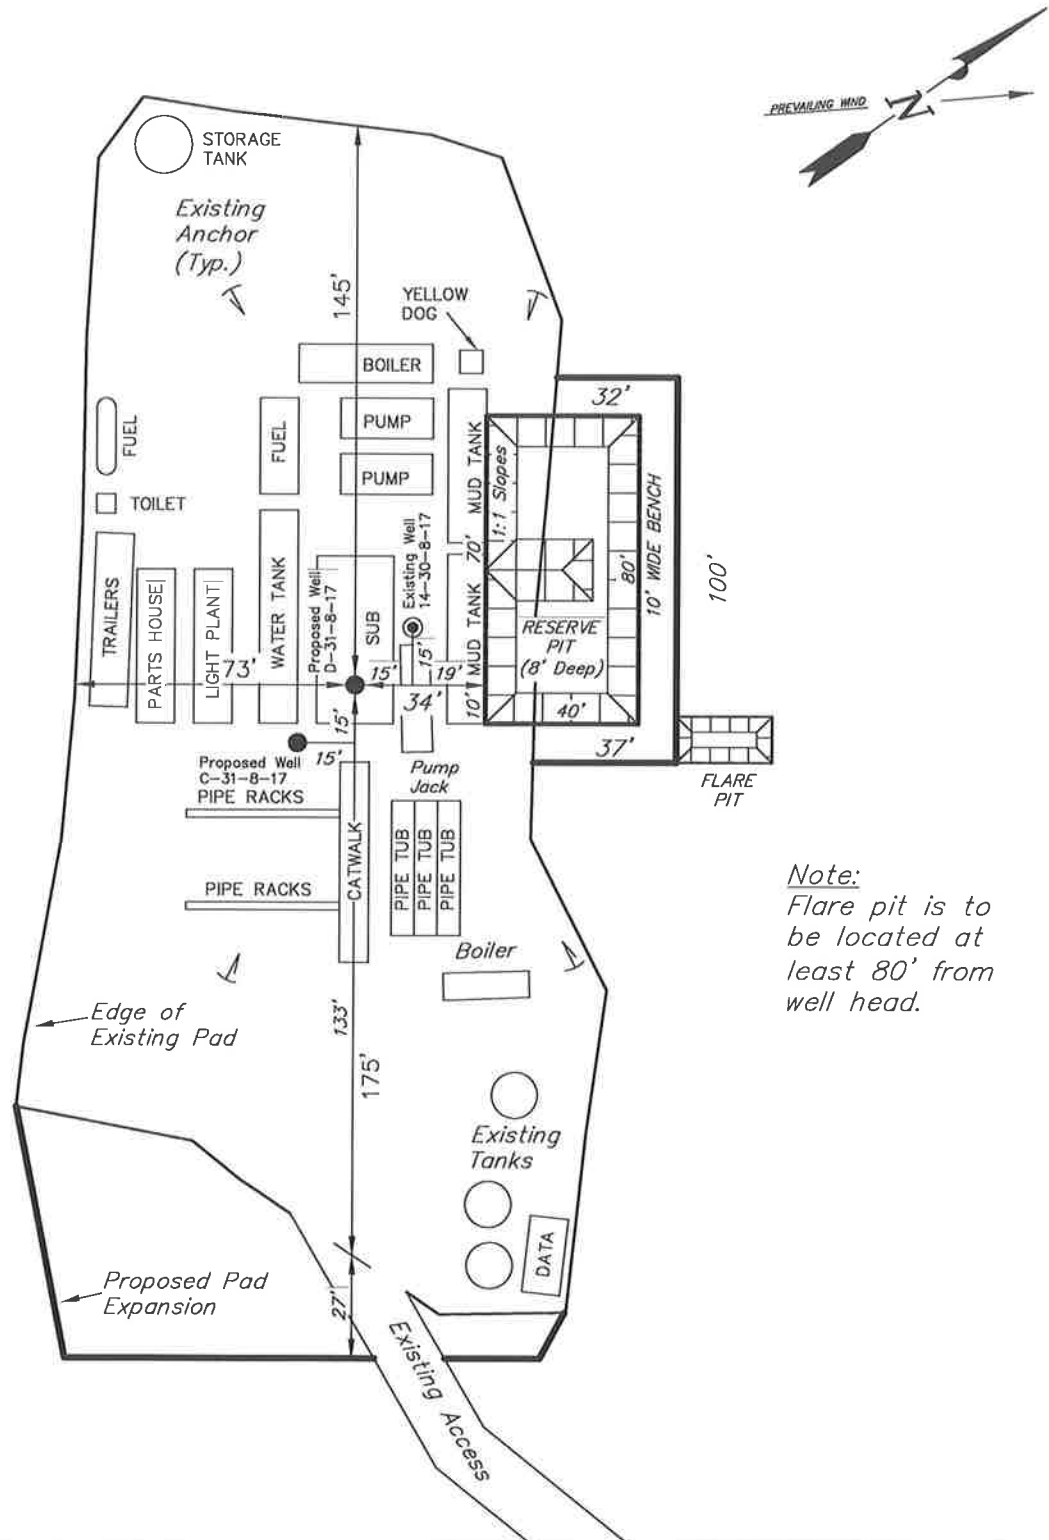 N
PREVAILING WIND
STORAGE
TANK
Existing
Anchor
(Typ.)
145'
YELLOW
DOG
BOILER
32'
FUEL
FUEL
PUMP
PUMP
MUD TANK
1:1 Slopes
TOILET
10' WIDE BENCH
100'
80'
70'
Existing Well
14-30-8-17
TRAILERS
PARTS HOUSE
LIGHT PLANT
WATER TANK
Proposed Well
D-31-8-17
SUB
MUD TANK
RESERVE
PIT
(8' Deep)
73'
15'
15'
19'
34'
10'
40'
15'
15'
37'
Proposed Well
C-31-8-17
Pump
Jack
FLARE
PIT
PIPE RACKS
CATWALK
PIPE TUB
PIPE TUB
PIPE TUB
PIPE RACKS
Note:
Flare pit is to
be located at
least 80' from
well head.
Boiler
Edge of
Existing Pad
133'
175'
Existing
Tanks
DATA
Proposed Pad
Expansion
27'
Existing Access